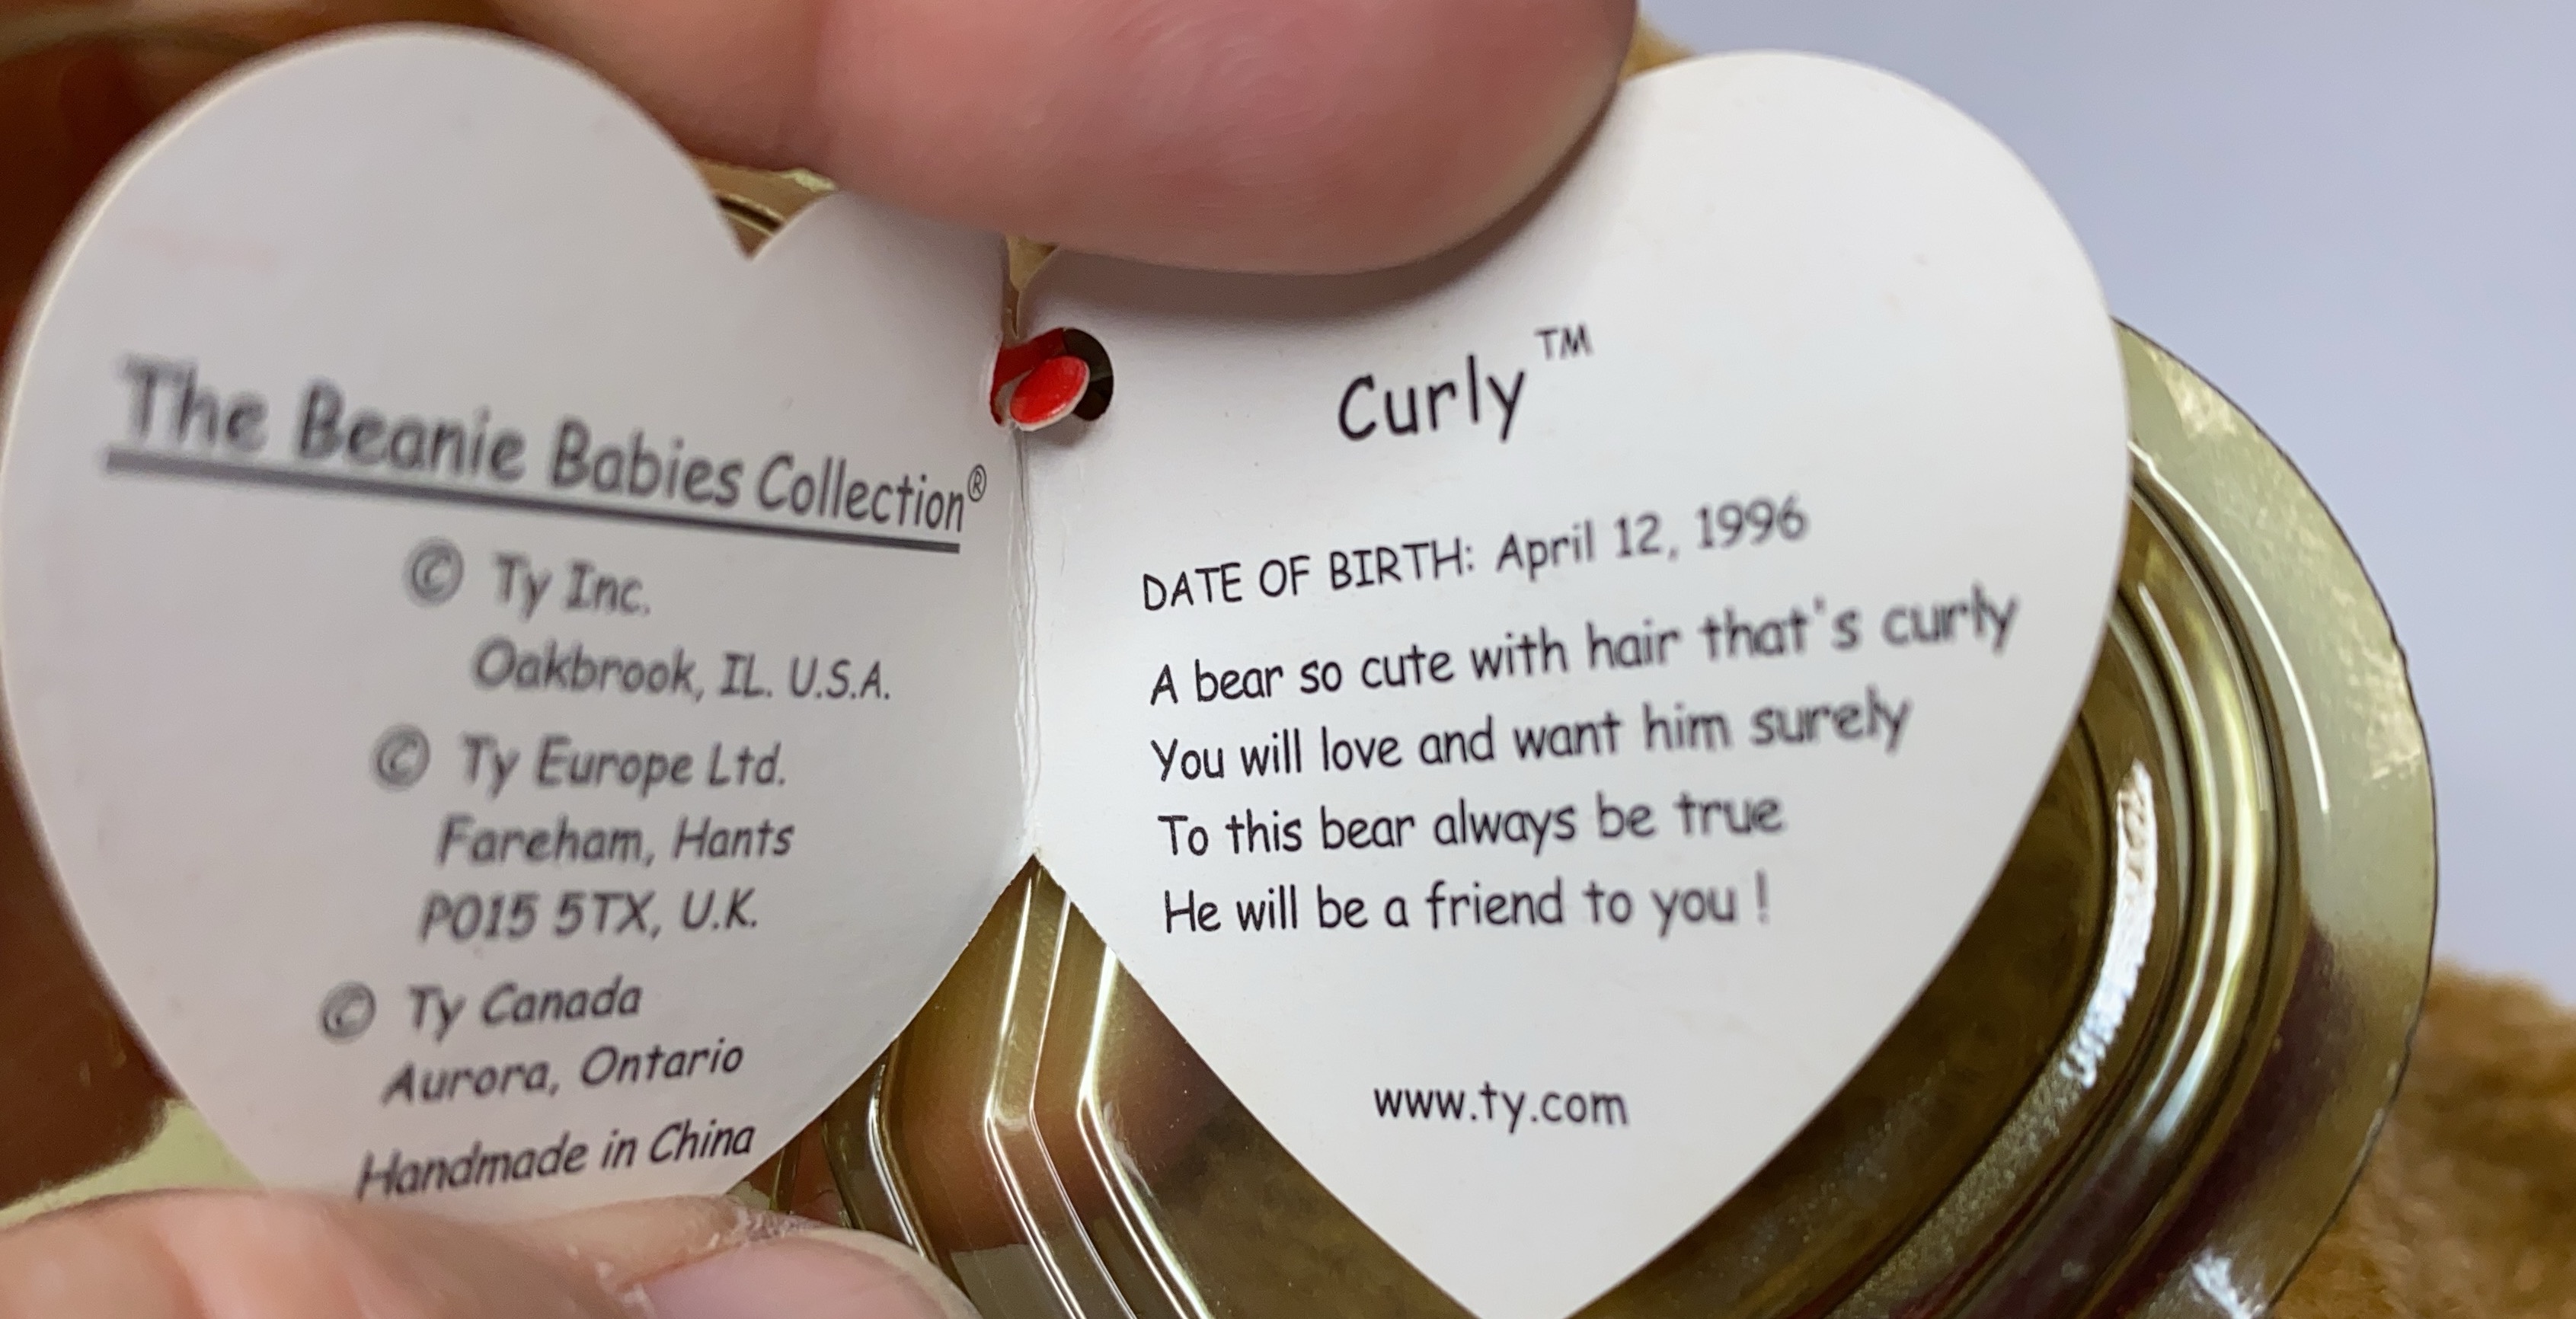 The Beanie Babies Collection®
© Ty Inc.
Oakbrook, IL. U.S.A.
© Ty Europe Ltd.
Fareham, Hants
PO15 5TX, U.K.
© Ty Canada
Aurora, Ontario
Handmade in China
Curly™
DATE OF BIRTH: April 12, 1996
A bear so cute with hair that's curly
You will love and want him surely
To this bear always be true
He will be a friend to you !
www.ty.com